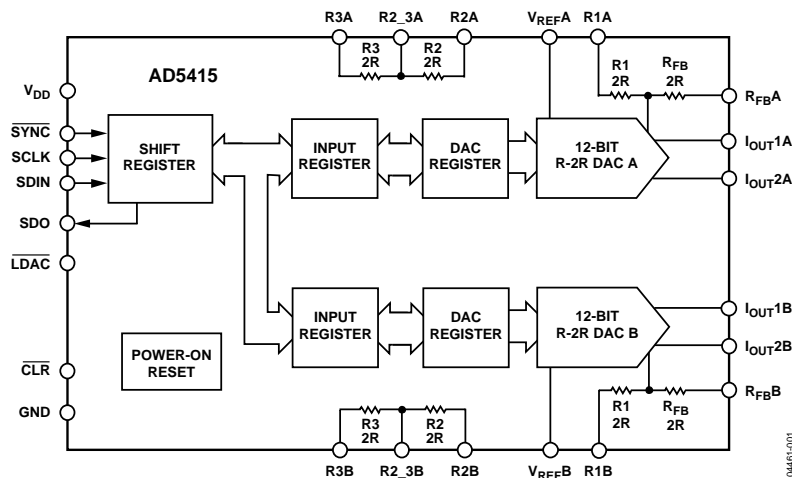 R3A R2_3A R2A VREFA R1A
R3
2R
R2
2R
R1
2R
RFB
2R
AD5415
VDD
SYNC
SCLK
SDIN
SDO
LDAC
CLR
GND
SHIFT
REGISTER
INPUT
REGISTER
DAC
REGISTER
12-BIT
R-2R DAC A
RFBA
IOUT1A
IOUT2A
INPUT
REGISTER
DAC
REGISTER
12-BIT
R-2R DAC B
IOUT1B
IOUT2B
RFBB
POWER-ON
RESET
R3
2R
R2
2R
R1
2R
RFB
2R
R3B R2_3B R2B VREFB R1B
04461-001